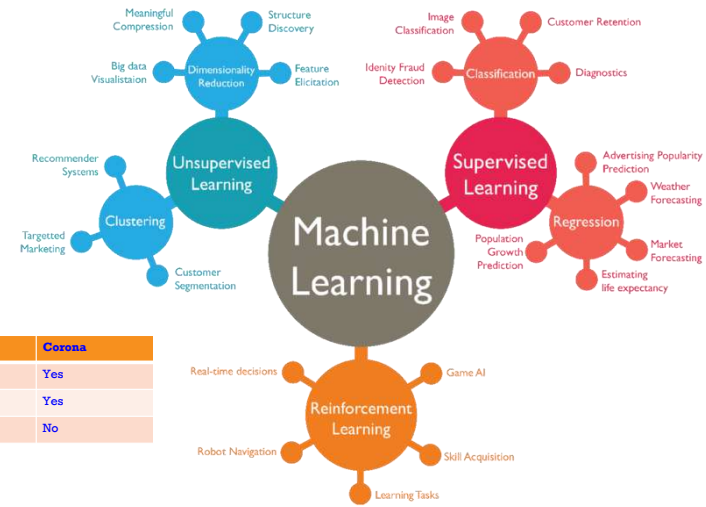 Meaningful
Compression
Structure
Discovery
Big data
Visualistaion
Dimensionality
Reduction
Feature
Elicitation
Image
Classification
Customer Retention
Idenity Fraud
Detection
Classification
Diagnostics
Recommender
Systems
Unsupervised
Learning
Supervised
Learning
Advertising Popularity
Prediction
Weather
Forecasting
Clustering
Regression
Targetted
Marketing
Customer
Segmentation
Machine
Learning
Population
Growth
Prediction
Market
Forecasting
Estimating
life expectancy
Corona
Yes
Yes
No
Real-time decisions
Game AI
Reinforcement
Learning
Robot Navigation
Skill Acquisition
Learning Tasks